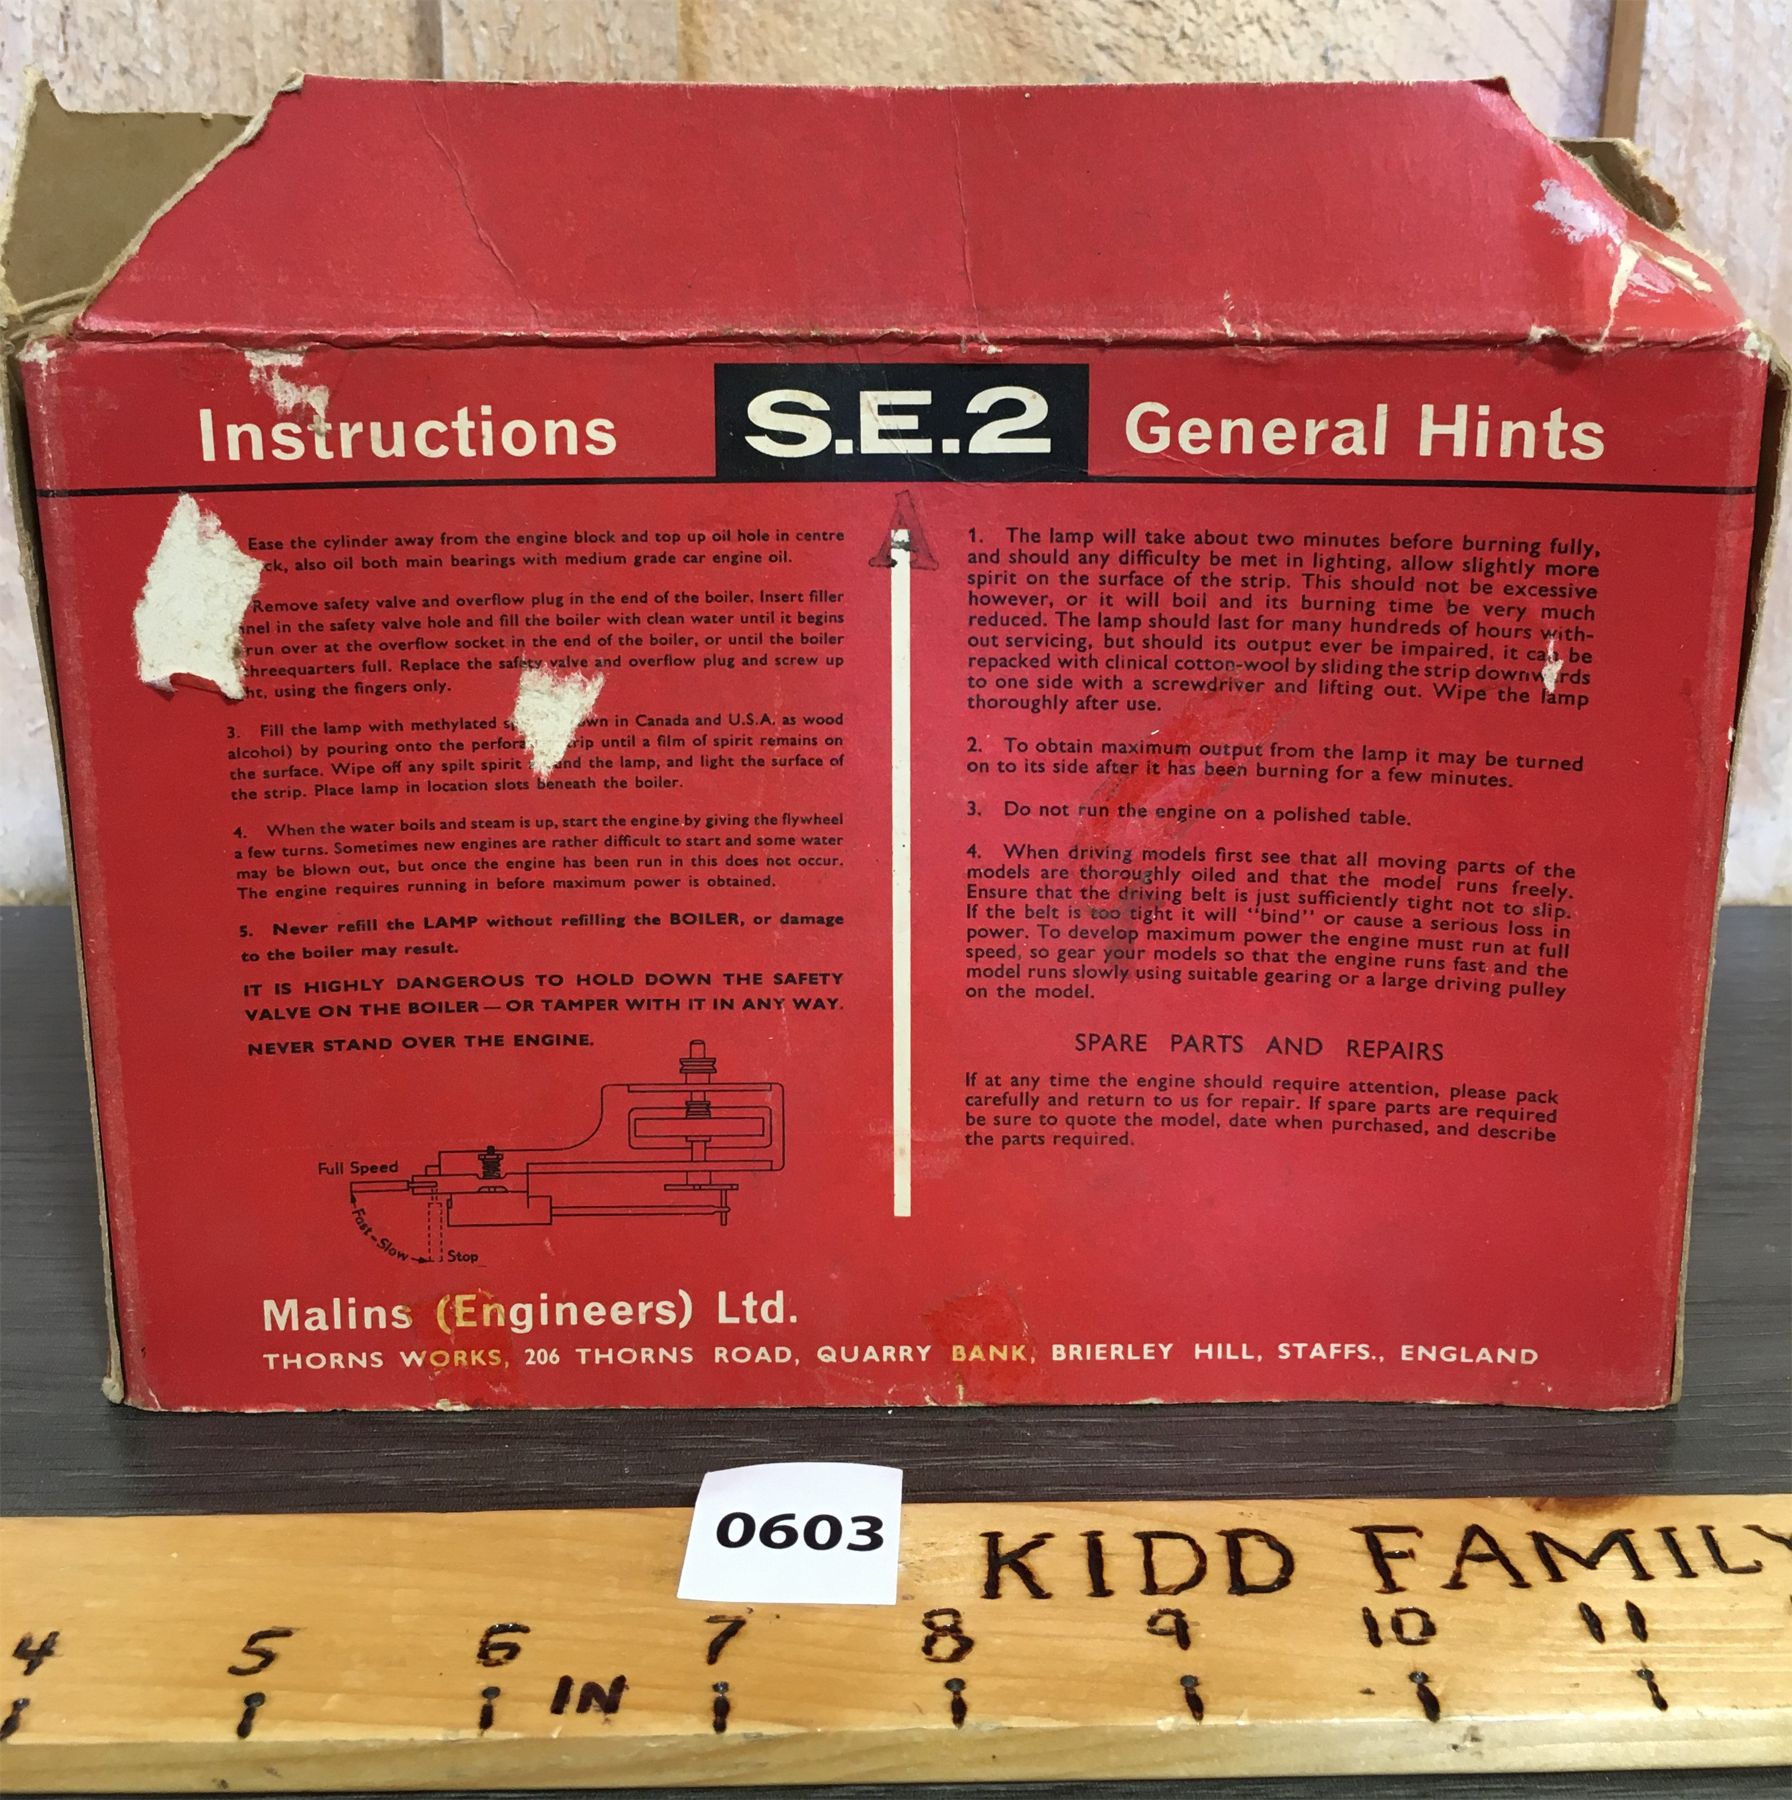 Instructions
S.E.2 A
General Hints
Ease the cylinder away from the engine block and top up oil hole in centre
also oil both main bearings with medium grade car engine oil.
Remove safety valve and overflow plug in the end of the boiler. Insert filler
in the safety valve hole and fill the boiler with clean water until it begins
run over at the overflow socket in the end of the boiler, or until the boiler
full. Replace the safety valve and overflow plug and screw up
using the fingers only.
3. Fill the lamp with methylated in Canada and U.S.A. as wood
alcohol) by pouring onto the until a film of spirit remains on
the surface. Wipe off any spilt spirit the lamp, and light the surface of
the strip. Place lamp in location slots beneath the boiler.
4. When the water boils and steam is up, start the engine by giving the flywheel
a few turns. Sometimes new engines are rather difficult to start and some water
may be blown out, but once the engine has been run in this does not occur.
The engine requires running in before maximum power is obtained.
5. Never refill the LAMP without refilling the BOILER, or damage
to the boiler may result.
IT IS HIGHLY DANGEROUS TO HOLD DOWN THE SAFETY
VALVE ON THE BOILER — OR TAMPER WITH IT IN ANY WAY.
NEVER STAND OVER THE ENGINE.
Full Speed
Fast – Slow
Stop
1. The lamp will take about two minutes before burning fully,
and should any difficulty be met in lighting, allow slightly more
spirit on the surface of the strip. This should not be excessive
however, or it will boil and its burning time be very much
reduced. The lamp should last for many hundreds of hours with-
out servicing, but should its output ever be impaired, it can be
repacked with clinical cotton-wool by sliding the strip downwards
to one side with a screwdriver and lifting out. Wipe the lamp
thoroughly after use.
2. To obtain maximum output from the lamp it may be turned
on to its side after it has been burning for a few minutes.
3. Do not run the engine on a polished table.
4. When driving models first see that all moving parts of the
models are thoroughly oiled and that the model runs freely.
Ensure that the driving belt is just sufficiently tight not to slip.
If the belt is too tight it will "bind" or cause a serious loss in
power. To develop maximum power the engine must run at full
speed, so gear your models so that the engine runs fast and the
model runs slowly using suitable gearing or a large driving pulley
on the model.
SPARE PARTS AND REPAIRS
If at any time the engine should require attention, please pack
carefully and return to us for repair. If spare parts are required
be sure to quote the model, date when purchased, and describe
the parts required.
Malins (Engineers) Ltd.
THORNS WORKS, 206 THORNS ROAD, QUARRY BANK, BRIERLEY HILL, STAFFS., ENGLAND
0603
KIDD FAMILY
4 5 6 7 8 9 10 11
IN